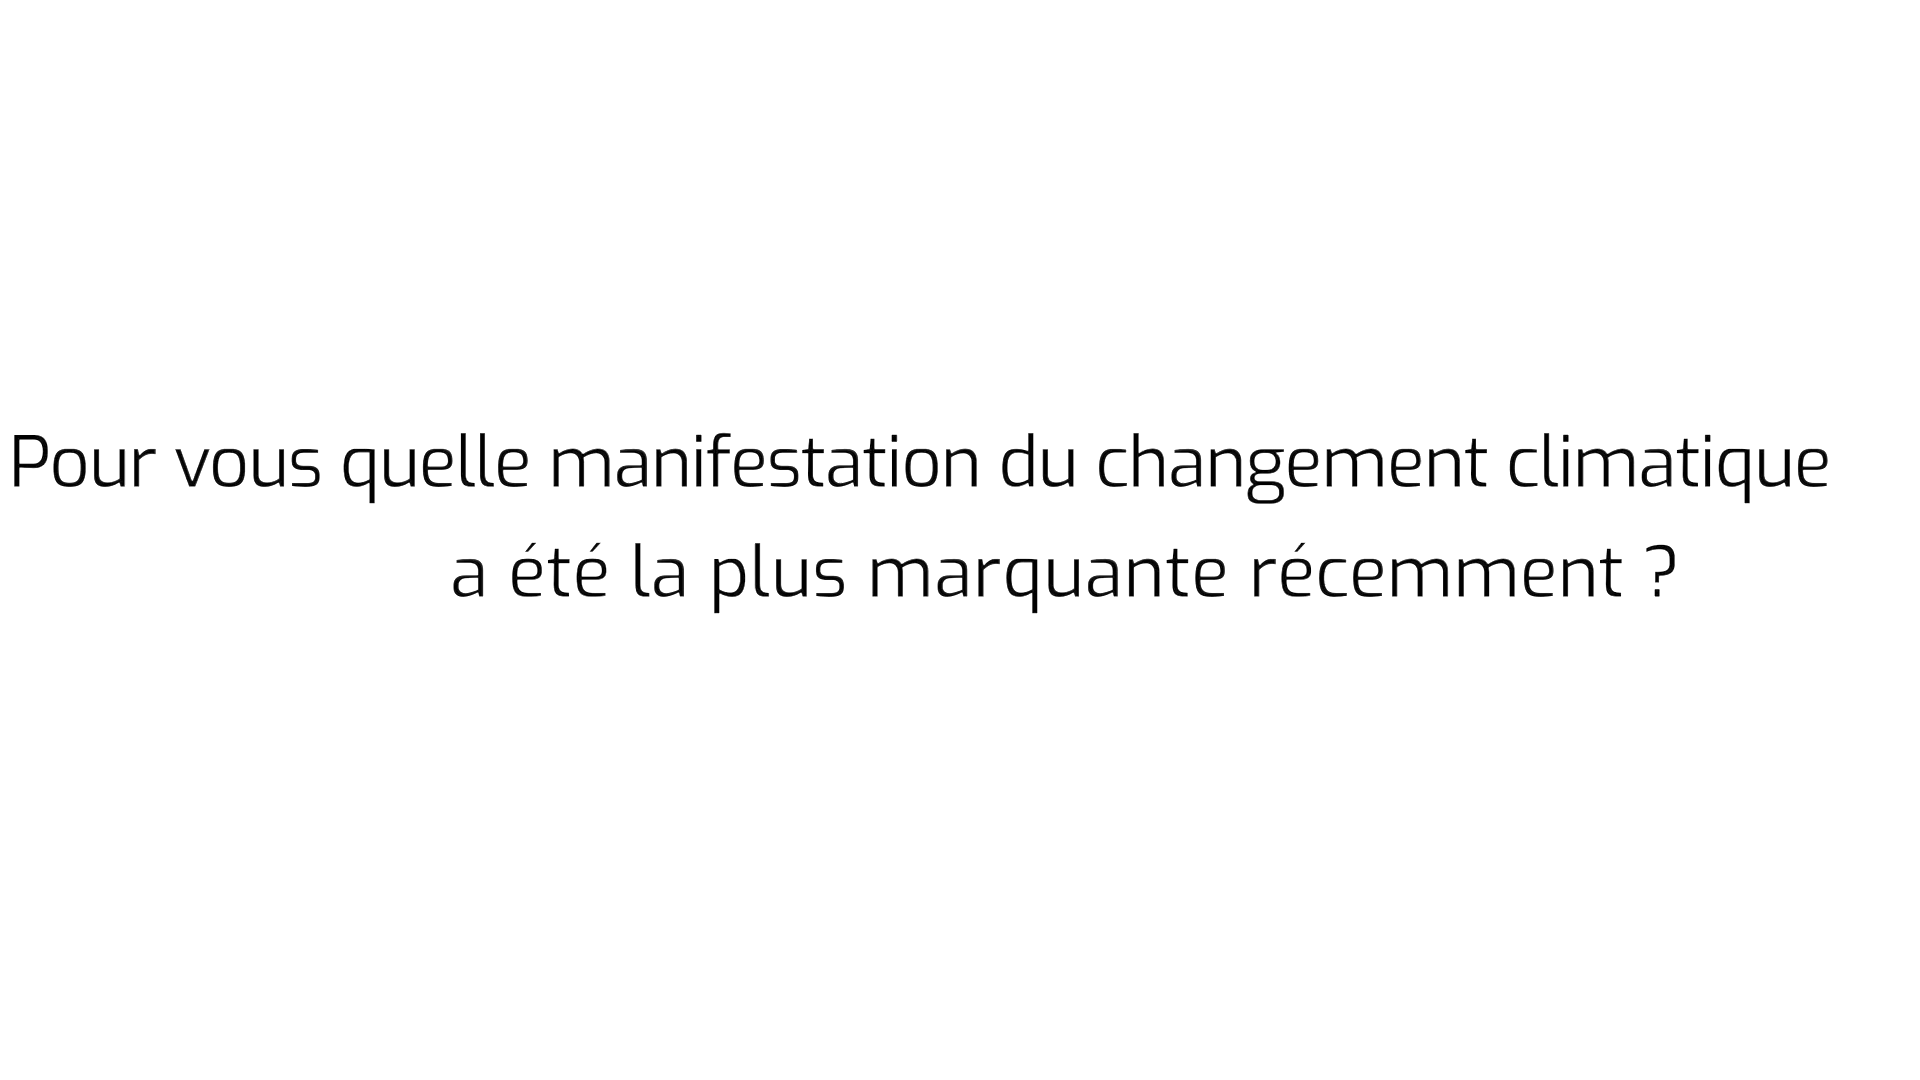 Pour vous quelle manifestation du changement climatique
a été la plus marquante récemment ?